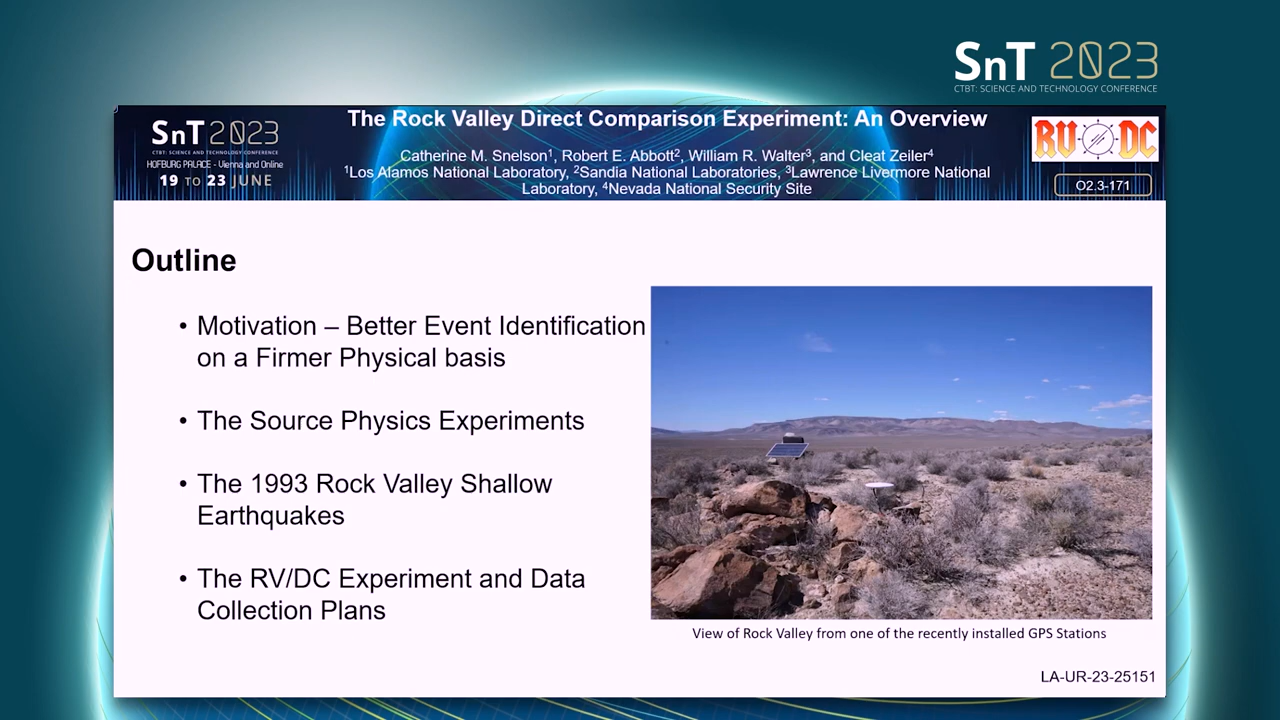 SnT 2023
CTBT: SCIENCE AND TECHNOLOGY CONFERENCE
SnT 2023
CTBT: SCIENCE AND TECHNOLOGY CONFERENCE
HOFBURG PALACE - Vienna and Online
19 TO 23 JUNE
The Rock Valley Direct Comparison Experiment: An Overview
Catherine M. Snelson¹, Robert E. Abbott², William R. Walter³, and Cleat Zeiler⁴
¹Los Alamos National Laboratory, ²Sandia National Laboratories, ³Lawrence Livermore National
Laboratory, ⁴Nevada National Security Site
RV DC
O2.3-171
Outline
• Motivation – Better Event Identification
on a Firmer Physical basis
• The Source Physics Experiments
• The 1993 Rock Valley Shallow
Earthquakes
• The RV/DC Experiment and Data
Collection Plans
View of Rock Valley from one of the recently installed GPS Stations
LA-UR-23-25151